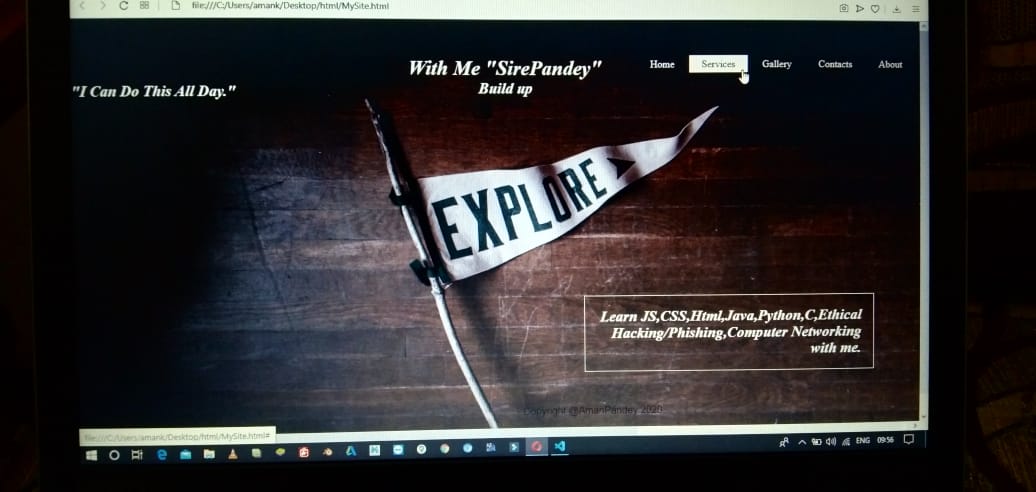 file:///C:/Users/amank/Desktop/html/MySite.html
With Me "SirePandey"
Build up
Home Services Gallery Contacts About
"I Can Do This All Day."
EXPLORE
Learn JS,CSS,Html,Java,Python,C,Ethical
Hacking/Phishing,Computer Networking
with me.
Copyright @AmanPandey 2020
file:///C:/Users/amank/Desktop/html/MySite.html#
ENG 09:56